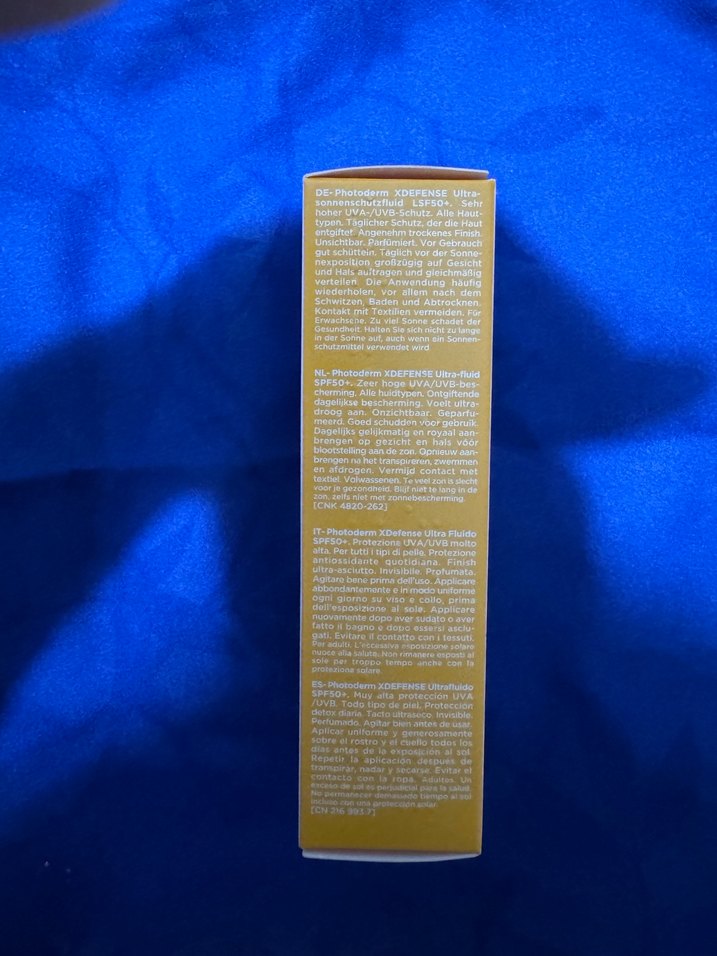 DE- Photoderm XDEFENSE Ultra-
sonnenschutzfluid LSF50+. Sehr
hoher UVA-/UVB-Schutz. Alle Haut-
typen. Täglicher Schutz, der die Haut
entgiftet. Angenehm trockenes Finish.
Unsichtbar. Parfümiert. Vor Gebrauch
gut schütteln. Täglich vor der Sonne-
nexposition großzügig auf Gesicht
und Hals auftragen und gleichmäßig
verteilen. Die Anwendung häufig
wiederholen, vor allem nach dem
Schwitzen, Baden und Abtrocknen.
Kontakt mit Textilien vermeiden. Für
Erwachsene. Zu viel Sonne schadet der
Gesundheit. Halten Sie sich nicht zu lange
in der Sonne auf, auch wenn ein Sonnen-
schutzmittel verwendet wird.
NL- Photoderm XDEFENSE Ultra-fluid
SPF50+. Zeer hoge UVA/UVB-bes-
cherming. Alle huidtypen. Ontgiftende
dagelijkse bescherming. Voelt ultra-
droog aan. Onzichtbaar. Geparfu-
meerd. Goed schudden voor gebruik.
Dagelijks gelijkmatig en royaal aan-
brengen op gezicht en hals vóór
blootstelling aan de zon. Opnieuw aan-
brengen na het transpireren, zwemmen
en afdrogen. Vermijd contact met
textiel. Volwassenen. Te veel zon is slecht
voor je gezondheid. Blijf niet te lang in de
zon, zelfs niet met zonnebescherming.
[CNK 4820-262]
IT- Photoderm XDefense Ultra Fluido
SPF50+. Protezione UVA/UVB molto
alta. Per tutti i tipi di pelle. Protezione
antiossidante quotidiana. Finish
ultra-asciutto. Invisibile. Profumata.
Agitare bene prima dell'uso. Applicare
abbondantemente e in modo uniforme
ogni giorno su viso e collo, prima
dell'esposizione al sole. Applicare
nuovamente dopo aver sudato o aver
fatto il bagno e dopo essersi asciu-
gati. Evitare il contatto con i tessuti.
Per adulti. L'excessiva esposizione solare
nuoce alla salute. Non rimanere esposti al
sole per troppo tempo anche con la
protezione solare.
ES- Photoderm XDEFENSE Ultrafluido
SPF50+. Muy alta protección UVA
/UVB. Todo tipo de piel. Protección
detox diaria. Tacto ultraseco. Invisible.
Perfumado. Agitar bien antes de usar.
Aplicar uniforme y generosamente
sobre el rostro y el cuello todos los
días antes de la exposición al sol.
Repetir la aplicación después de
transpirar, nadar y secarse. Evitar el
contacto con la ropa. Adultos. Un
exceso de sol es perjudicial para la salud.
No permanecer demasiado tiempo al sol
incluso con una protección solar.
[CN 216 993.7]